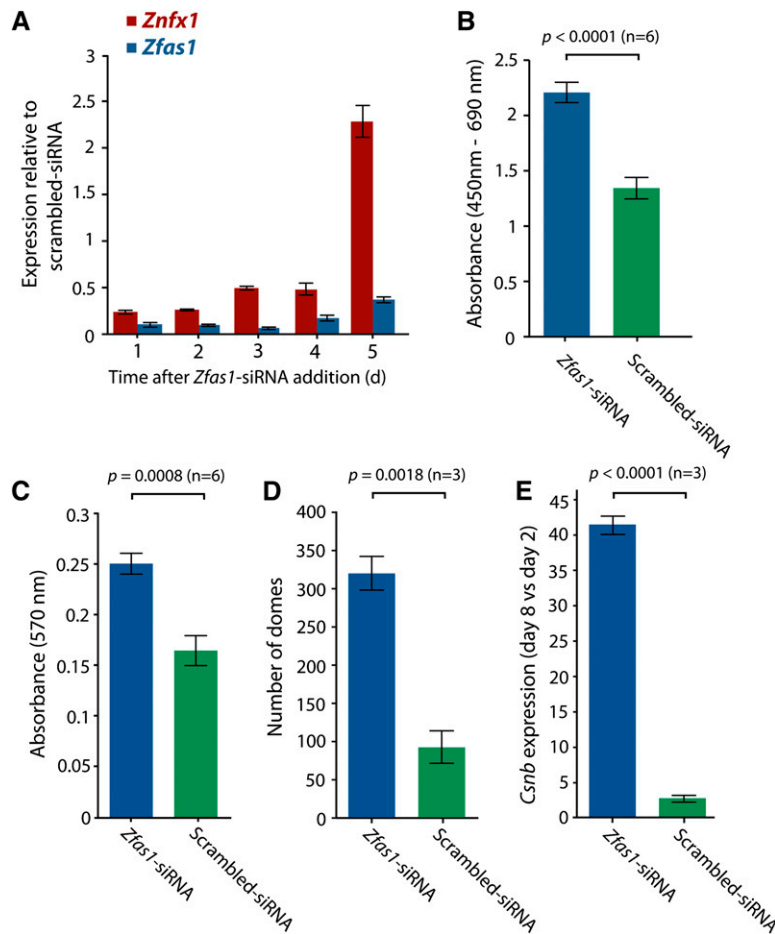 A
Znfx1
Zfas1
Expression relative to
scrambled-siRNA
3
2.5
2
1.5
1
0.5
0
1 2 3 4 5
Time after Zfas1-siRNA addition (d)
B
p < 0.0001 (n=6)
Absorbance (450nm - 690 nm)
2.5
2
1.5
1
0.5
0
Zfas1-siRNA
Scrambled-siRNA
C
p = 0.0008 (n=6)
Absorbance (570 nm)
0.3
0.25
0.2
0.15
0.1
0.05
0
Zfas1-siRNA
Scrambled-siRNA
D
p = 0.0018 (n=3)
Number of domes
400
350
300
250
200
150
100
50
0
Zfas1-siRNA
Scrambled-siRNA
E
p < 0.0001 (n=3)
Csnb expression (day 8 vs day 2)
45
40
35
30
25
20
15
10
5
0
Zfas1-siRNA
Scrambled-siRNA